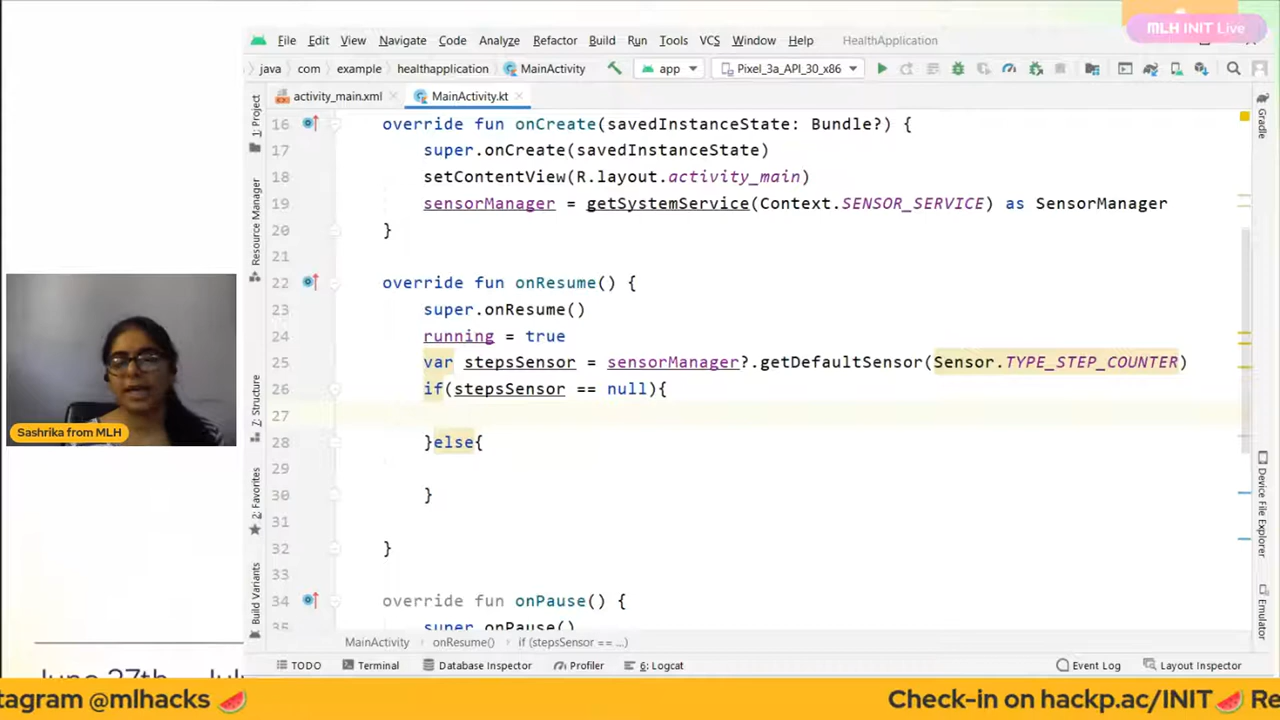 MLH INIT Live
File Edit View Navigate Code Analyze Refactor Build Run Tools VCS Window Help HealthApplication
java com example healthapplication MainActivity app Pixel_3a_API_30_x86
activity_main.xml MainActivity.kt
1: Project
Resource Manager
7: Structure
2: Favorites
Build Variants
16 override fun onCreate(savedInstanceState: Bundle?) {
17 super.onCreate(savedInstanceState)
18 setContentView(R.layout.activity_main)
19 sensorManager = getSystemService(Context.SENSOR_SERVICE) as SensorManager
20 }
21
22 override fun onResume() {
23 super.onResume()
24 running = true
25 var stepsSensor = sensorManager?.getDefaultSensor(Sensor.TYPE_STEP_COUNTER)
26 if(stepsSensor == null){
27
28 }else{
29
30 }
31
32 }
33
34 override fun onPause() {
35 super.onPause()
Gradle
Device File Explorer
Emulator
Sashrika from MLH
MainActivity onResume() if (stepsSensor == ...)
TODO Terminal Database Inspector Profiler 6: Logcat Event Log Layout Inspector
June 27th
tagram @mlhacks 🍉 Check-in on hackp.ac/INIT 🍉 Re